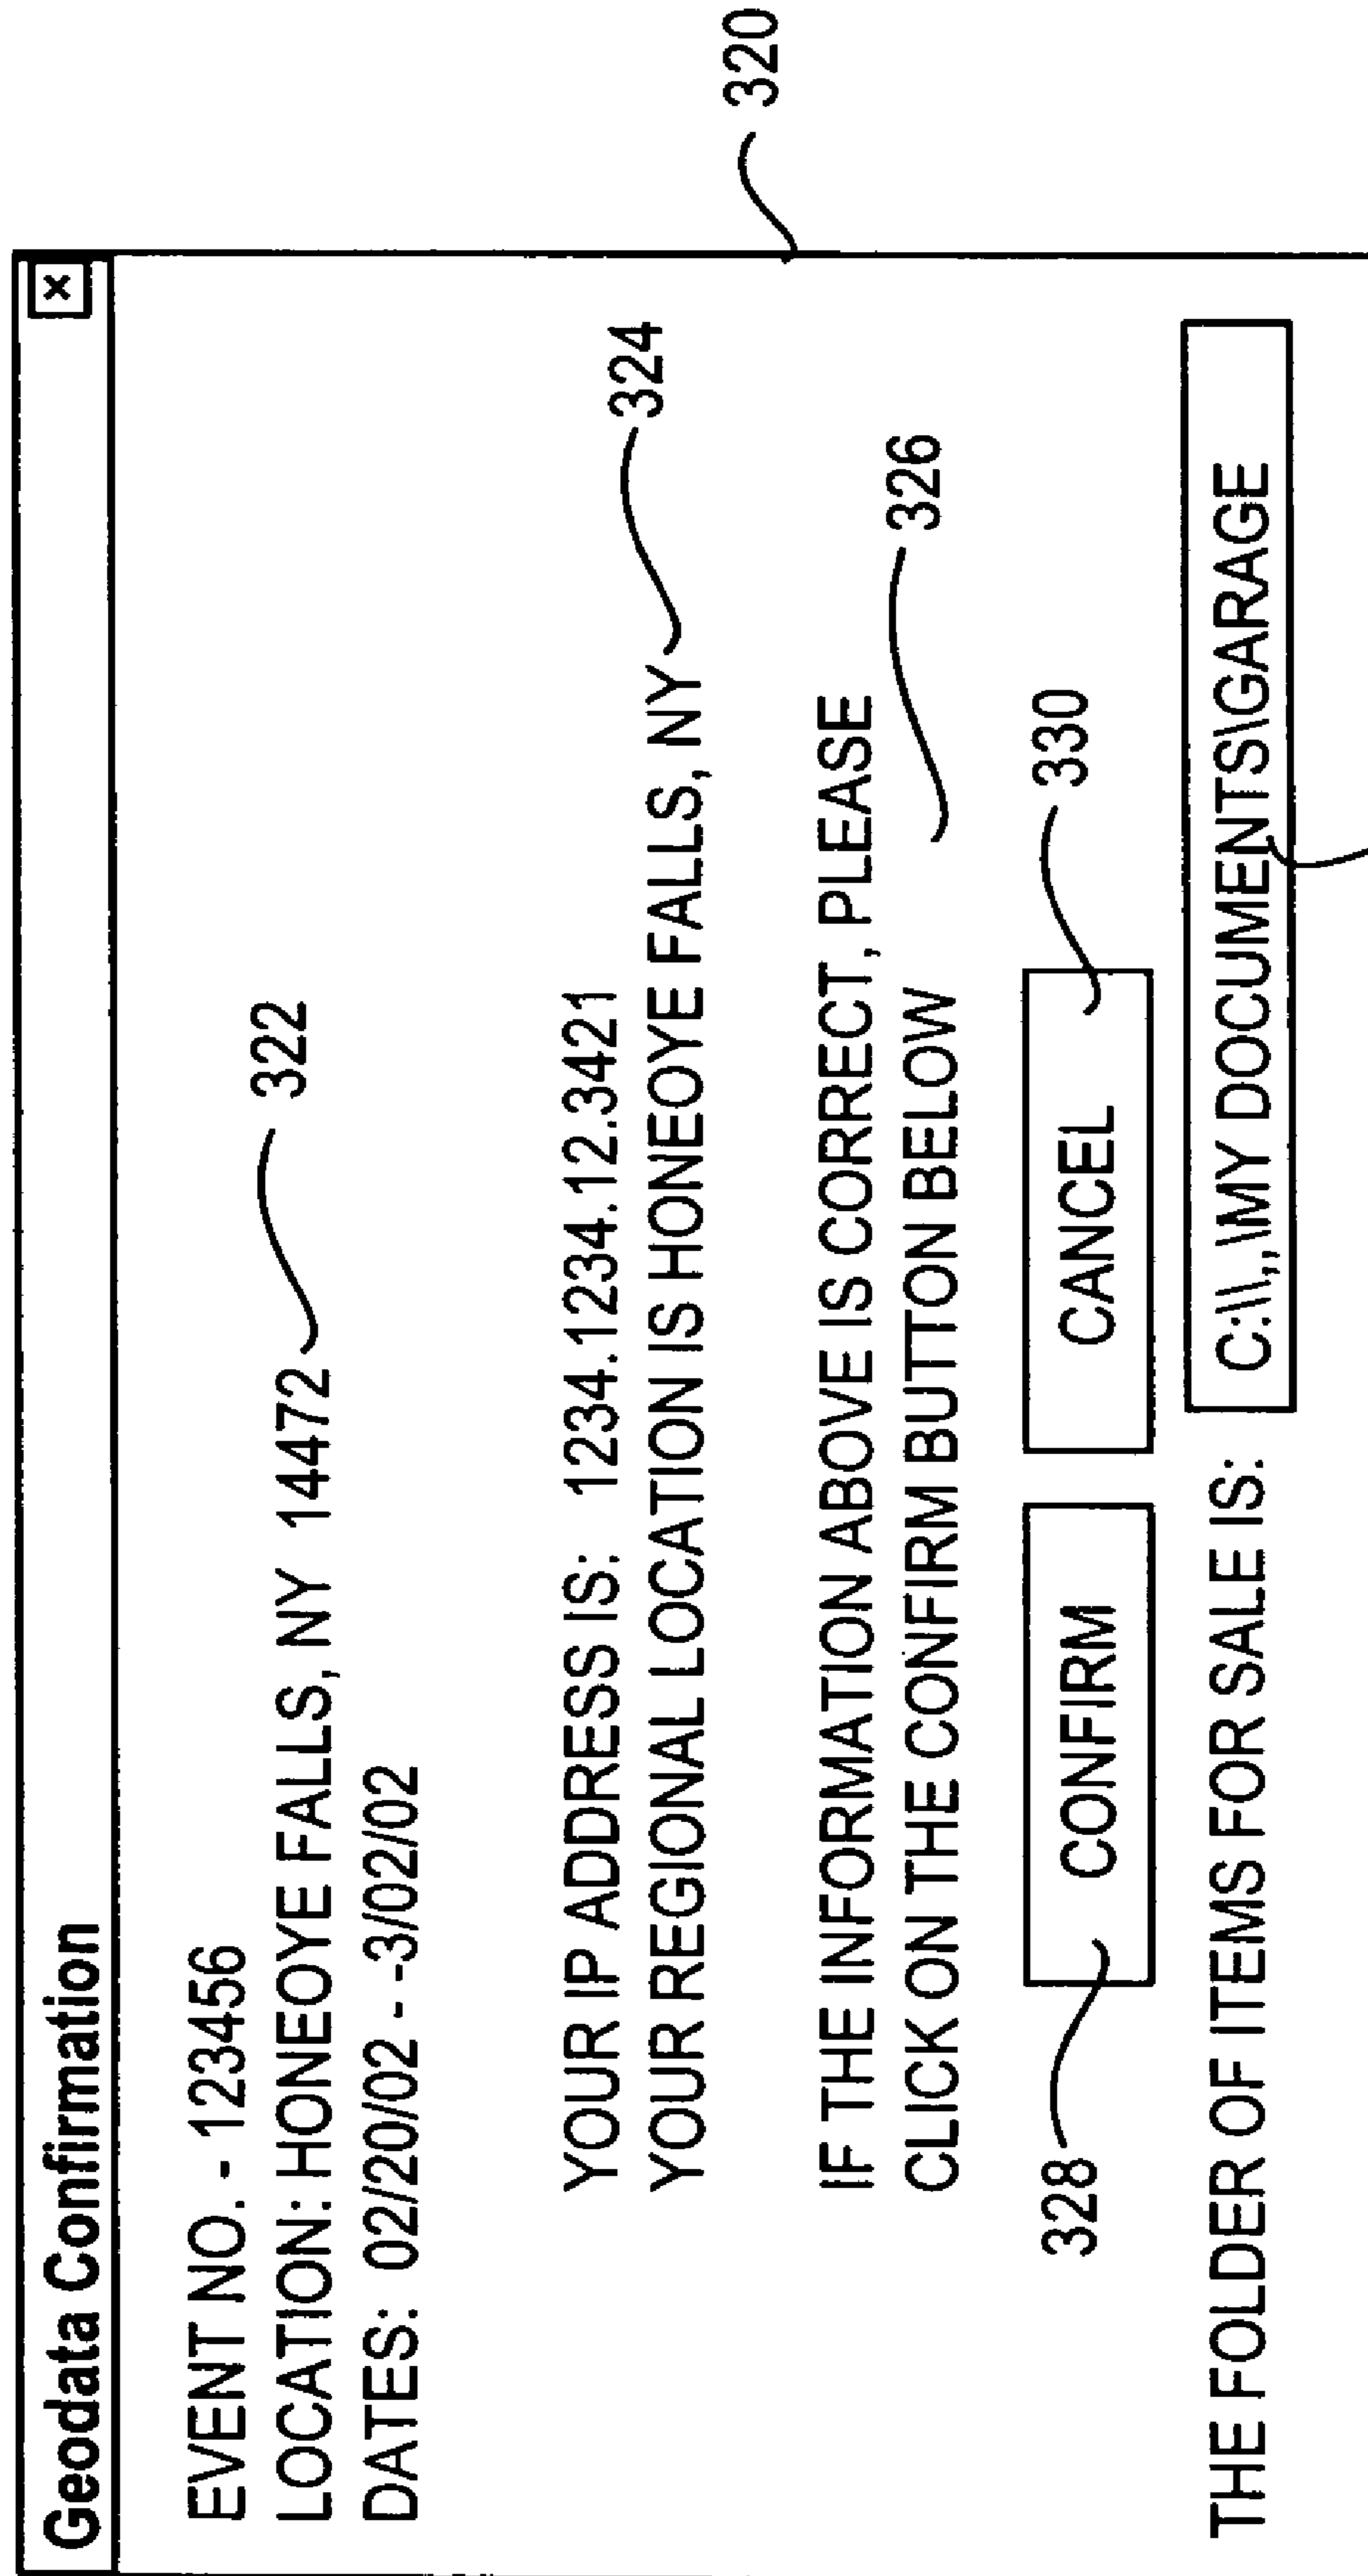 Geodata Confirmation x
EVENT NO. - 123456
LOCATION: HONEOYE FALLS, NY 14472
322
DATES: 02/20/02 - -3/02/02
YOUR IP ADDRESS IS: 1234.1234.12.3421
YOUR REGIONAL LOCATION IS HONEOYE FALLS, NY
324
320
IF THE INFORMATION ABOVE IS CORRECT, PLEASE
CLICK ON THE CONFIRM BUTTON BELOW
326
328
CONFIRM
CANCEL
330
THE FOLDER OF ITEMS FOR SALE IS: C:\\,,\MY DOCUMENTS\GARAGE